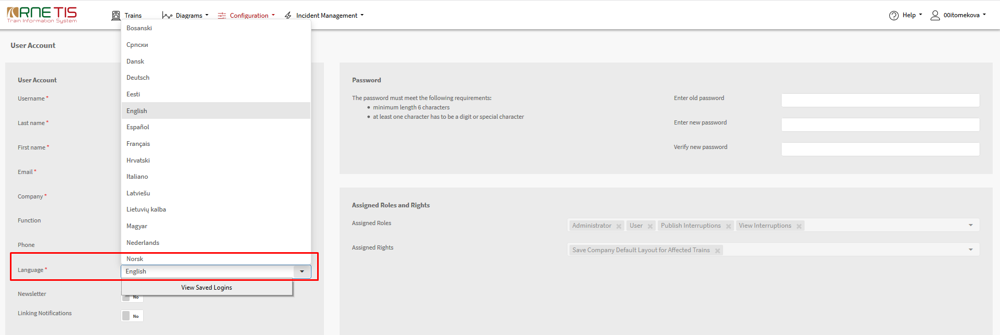 RNE TIS
Train Information System
Trains
Diagrams
Configuration
Incident Management
Help
00itomekova
User Account
User Account
Username *
Last name *
First name *
Email *
Company *
Function
Phone
Language *
Newsletter
Linking Notifications
Bosanski
Српски
Dansk
Deutsch
Eesti
English
Español
Français
Hrvatski
Italiano
Latviešu
Lietuvių kalba
Magyar
Nederlands
Norsk
English
View Saved Logins
No
No
Password
The password must meet the following requirements:
• minimum length 6 characters
• at least one character has to be a digit or special character
Enter old password
Enter new password
Verify new password
Assigned Roles and Rights
Assigned Roles
Administrator × User × Publish Interruptions × View Interruptions ×
Assigned Rights
Save Company Default Layout for Affected Trains ×